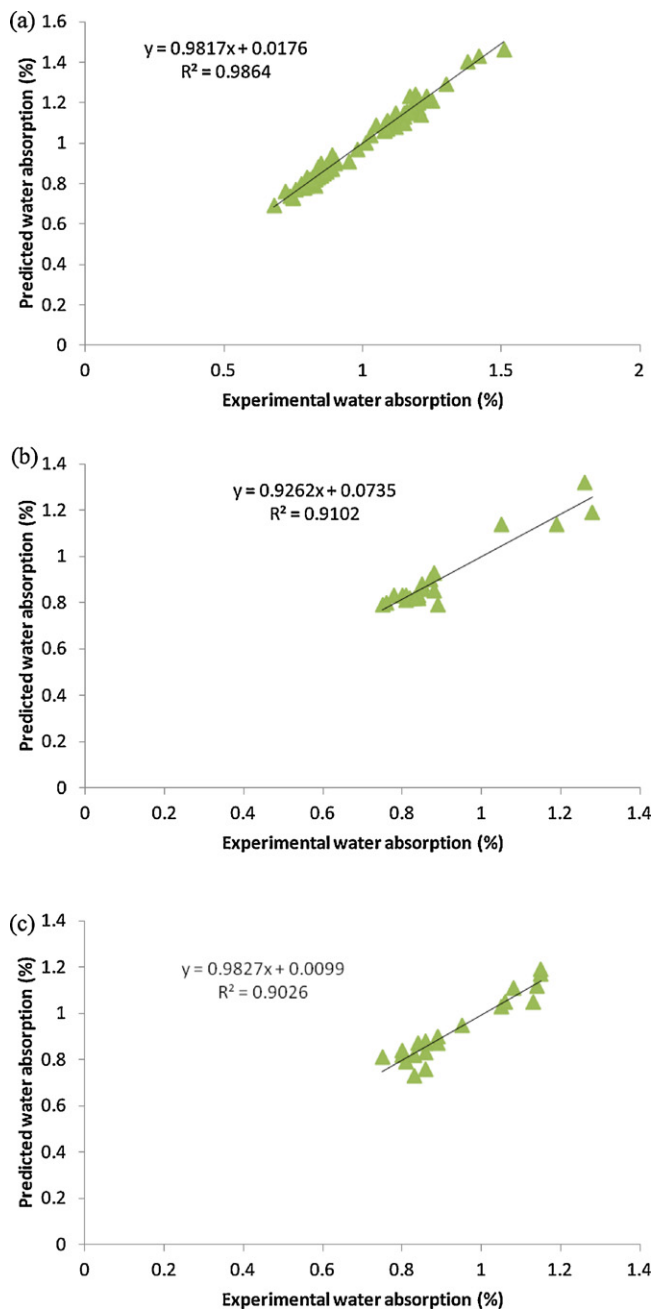 (a)
1.6
1.4
1.2
1
0.8
0.6
0.4
0.2
0
y = 0.9817x + 0.0176
R² = 0.9864
Predicted water absorption (%)
0 0.5 1 1.5 2
Experimental water absorption (%)
(b)
1.4
1.2
1
0.8
0.6
0.4
0.2
0
y = 0.9262x + 0.0735
R² = 0.9102
Predicted water absorption (%)
0 0.2 0.4 0.6 0.8 1 1.2 1.4
Experimental water absorption (%)
(c)
1.4
1.2
1
0.8
0.6
0.4
0.2
0
y = 0.9827x + 0.0099
R² = 0.9026
Predicted water absorption (%)
0 0.2 0.4 0.6 0.8 1 1.2 1.4
Experimental water absorption (%)